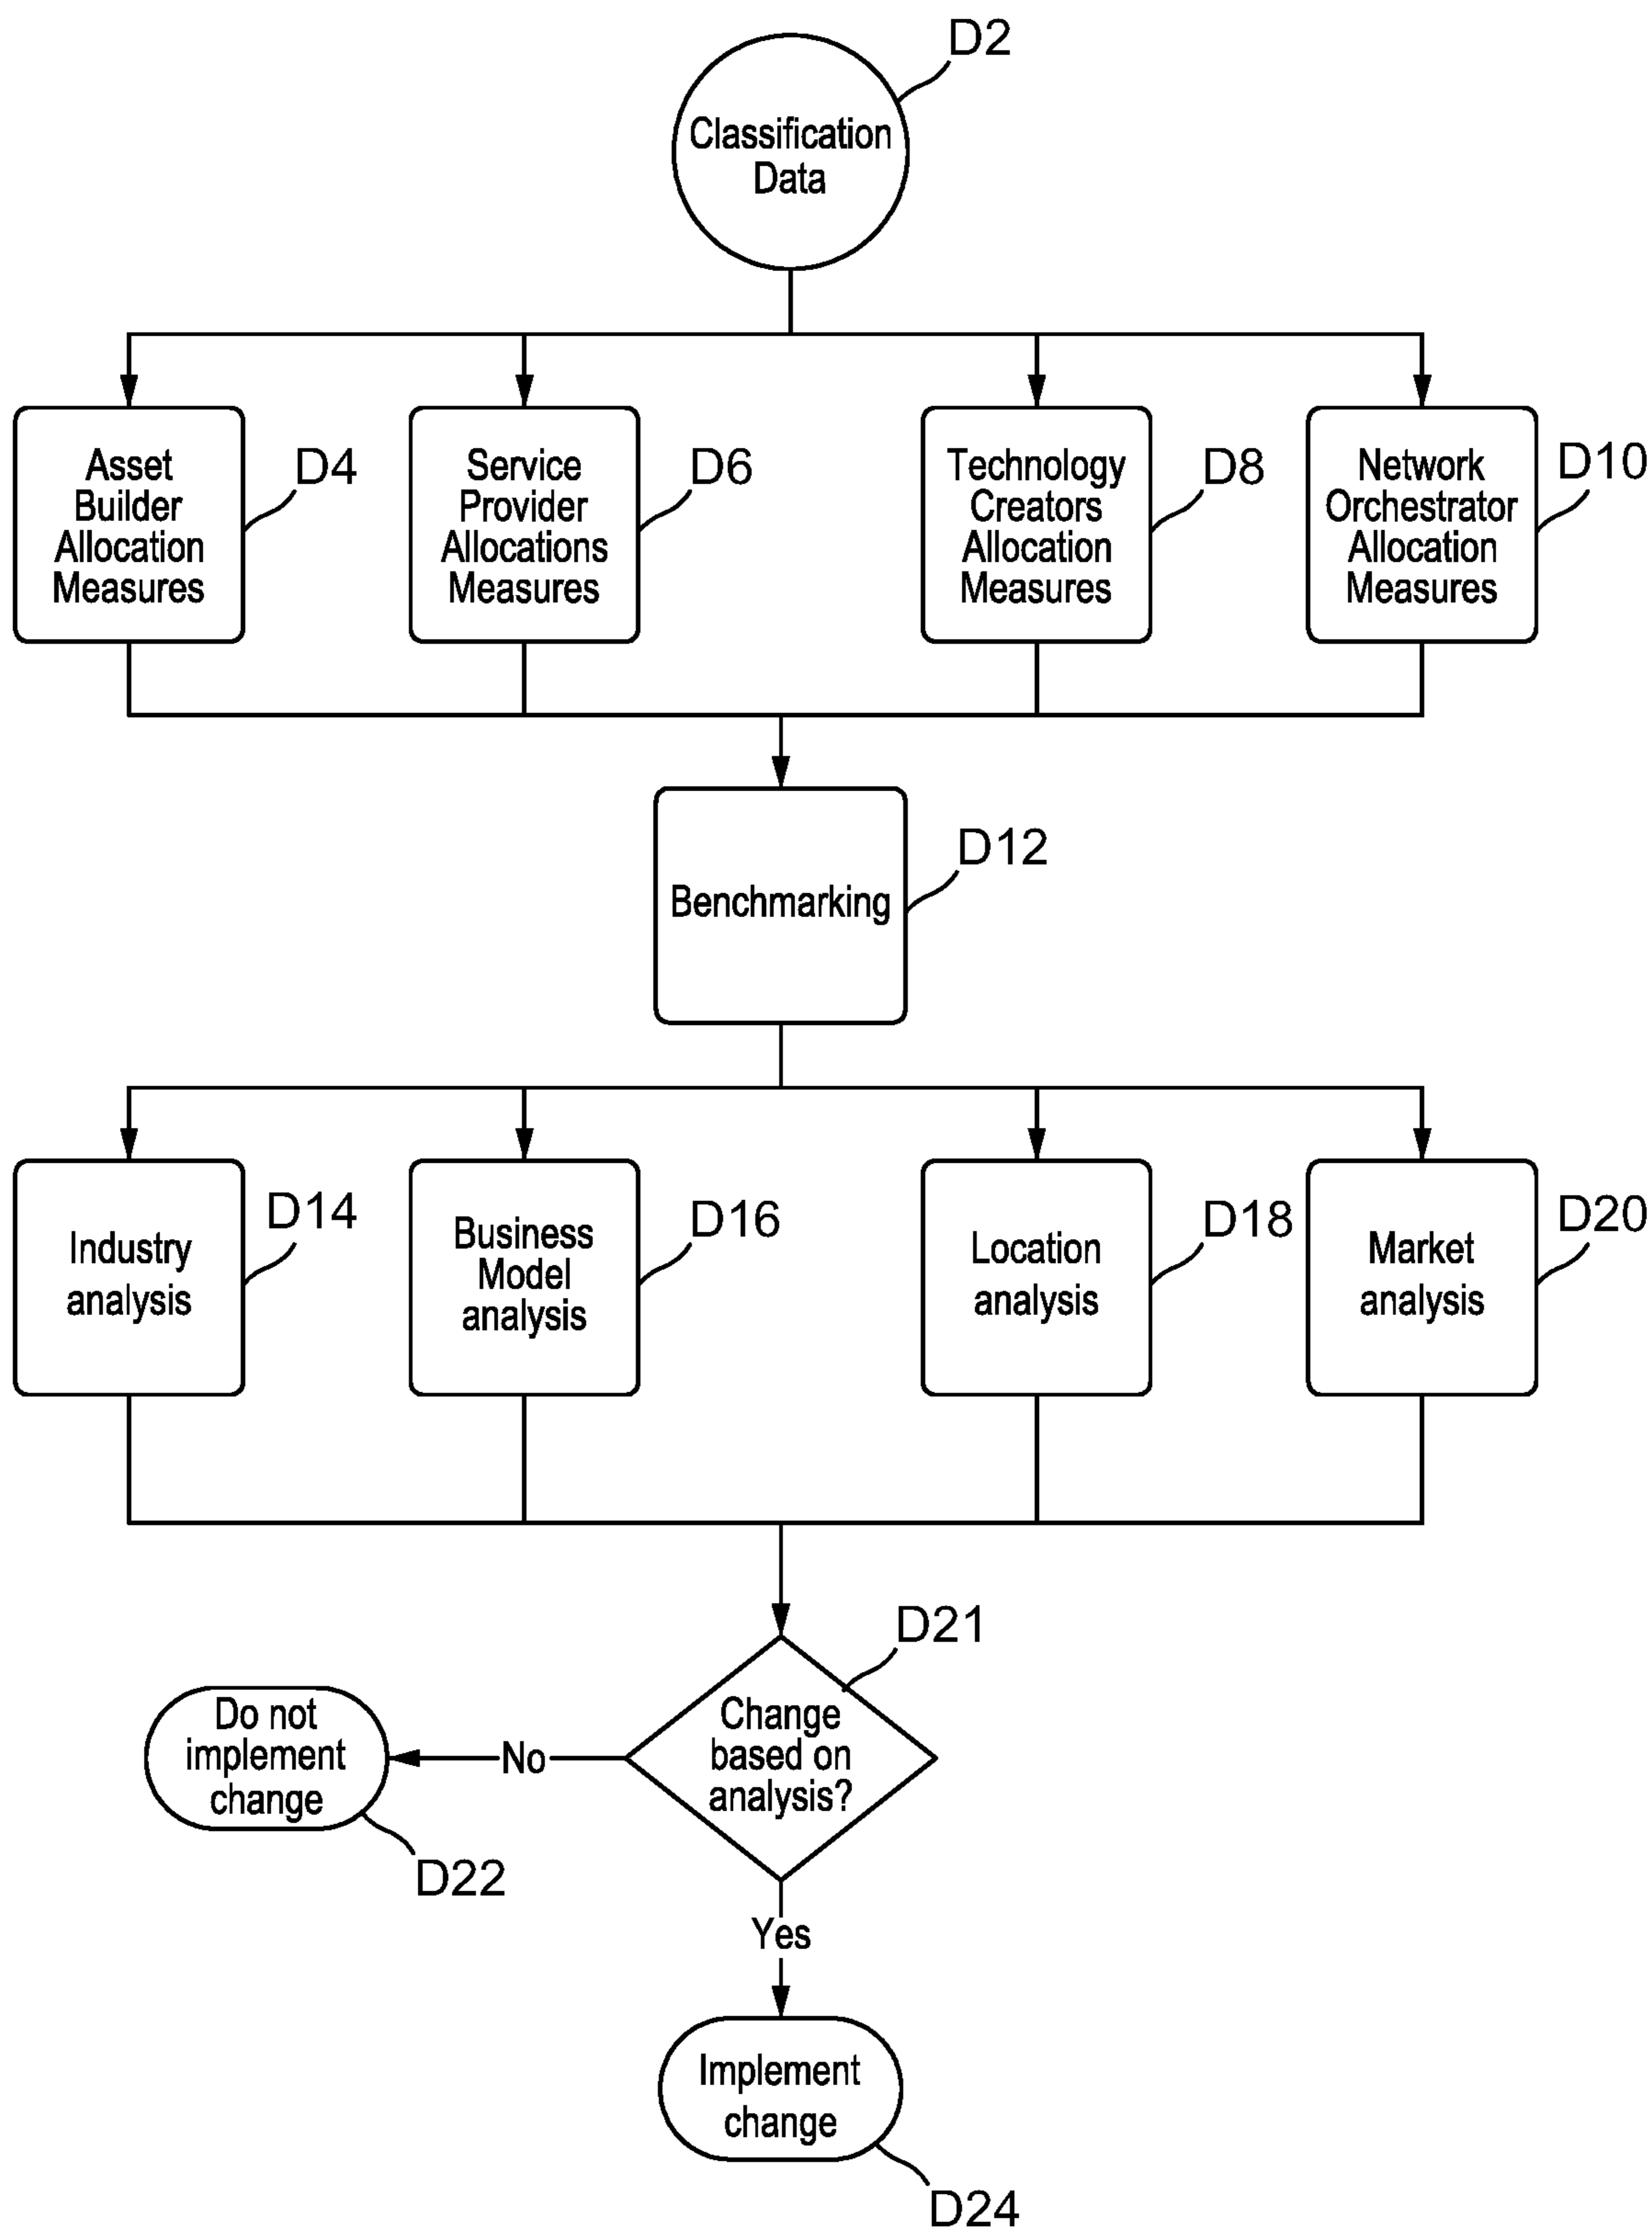 D2
Classification
Data
Asset
Builder
Allocation
Measures
D4
Service
Provider
Allocations
Measures
D6
Technology
Creators
Allocation
Measures
D8
Network
Orchestrator
Allocation
Measures
D10
Benchmarking
D12
Industry
analysis
D14
Business
Model
analysis
D16
Location
analysis
D18
Market
analysis
D20
D21
Change
based on
analysis?
No
Do not
implement
change
D22
Yes
Implement
change
D24